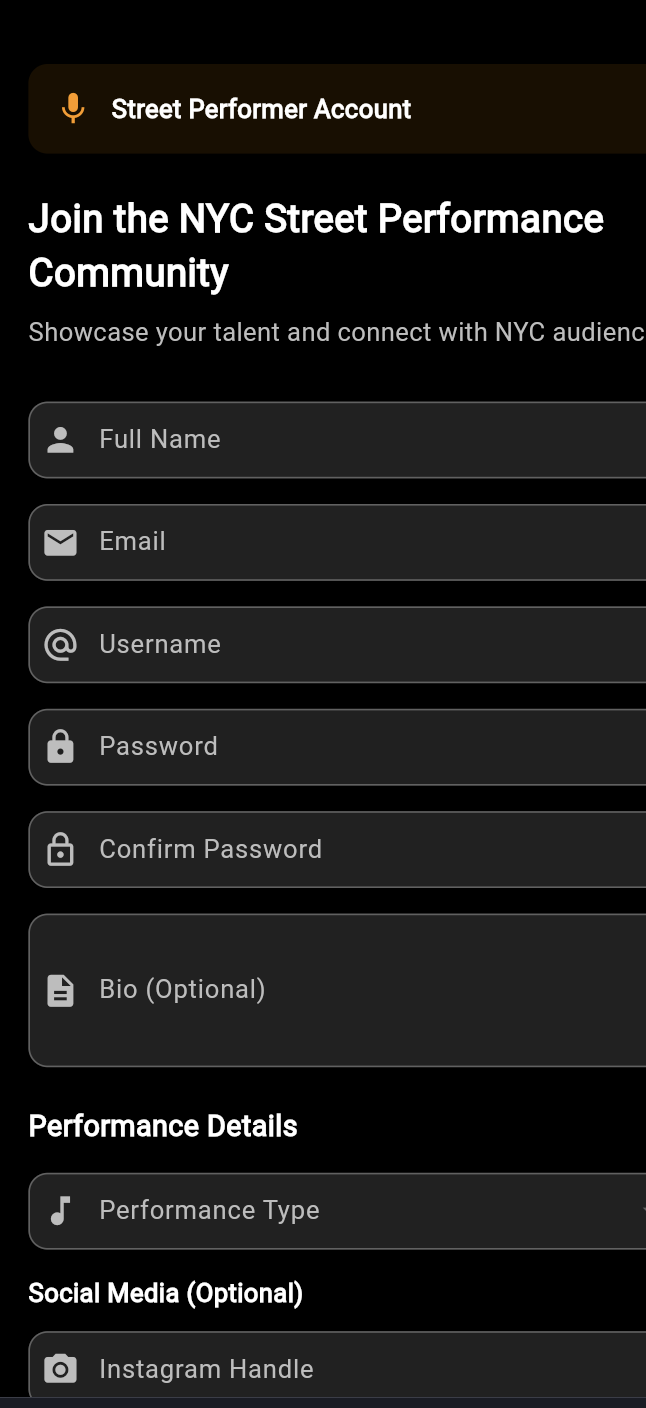 Street Performer Account
Join the NYC Street Performance
Community
Showcase your talent and connect with NYC audienc
Full Name
Email
Username
Password
Confirm Password
Bio (Optional)
Performance Details
Performance Type
Social Media (Optional)
Instagram Handle